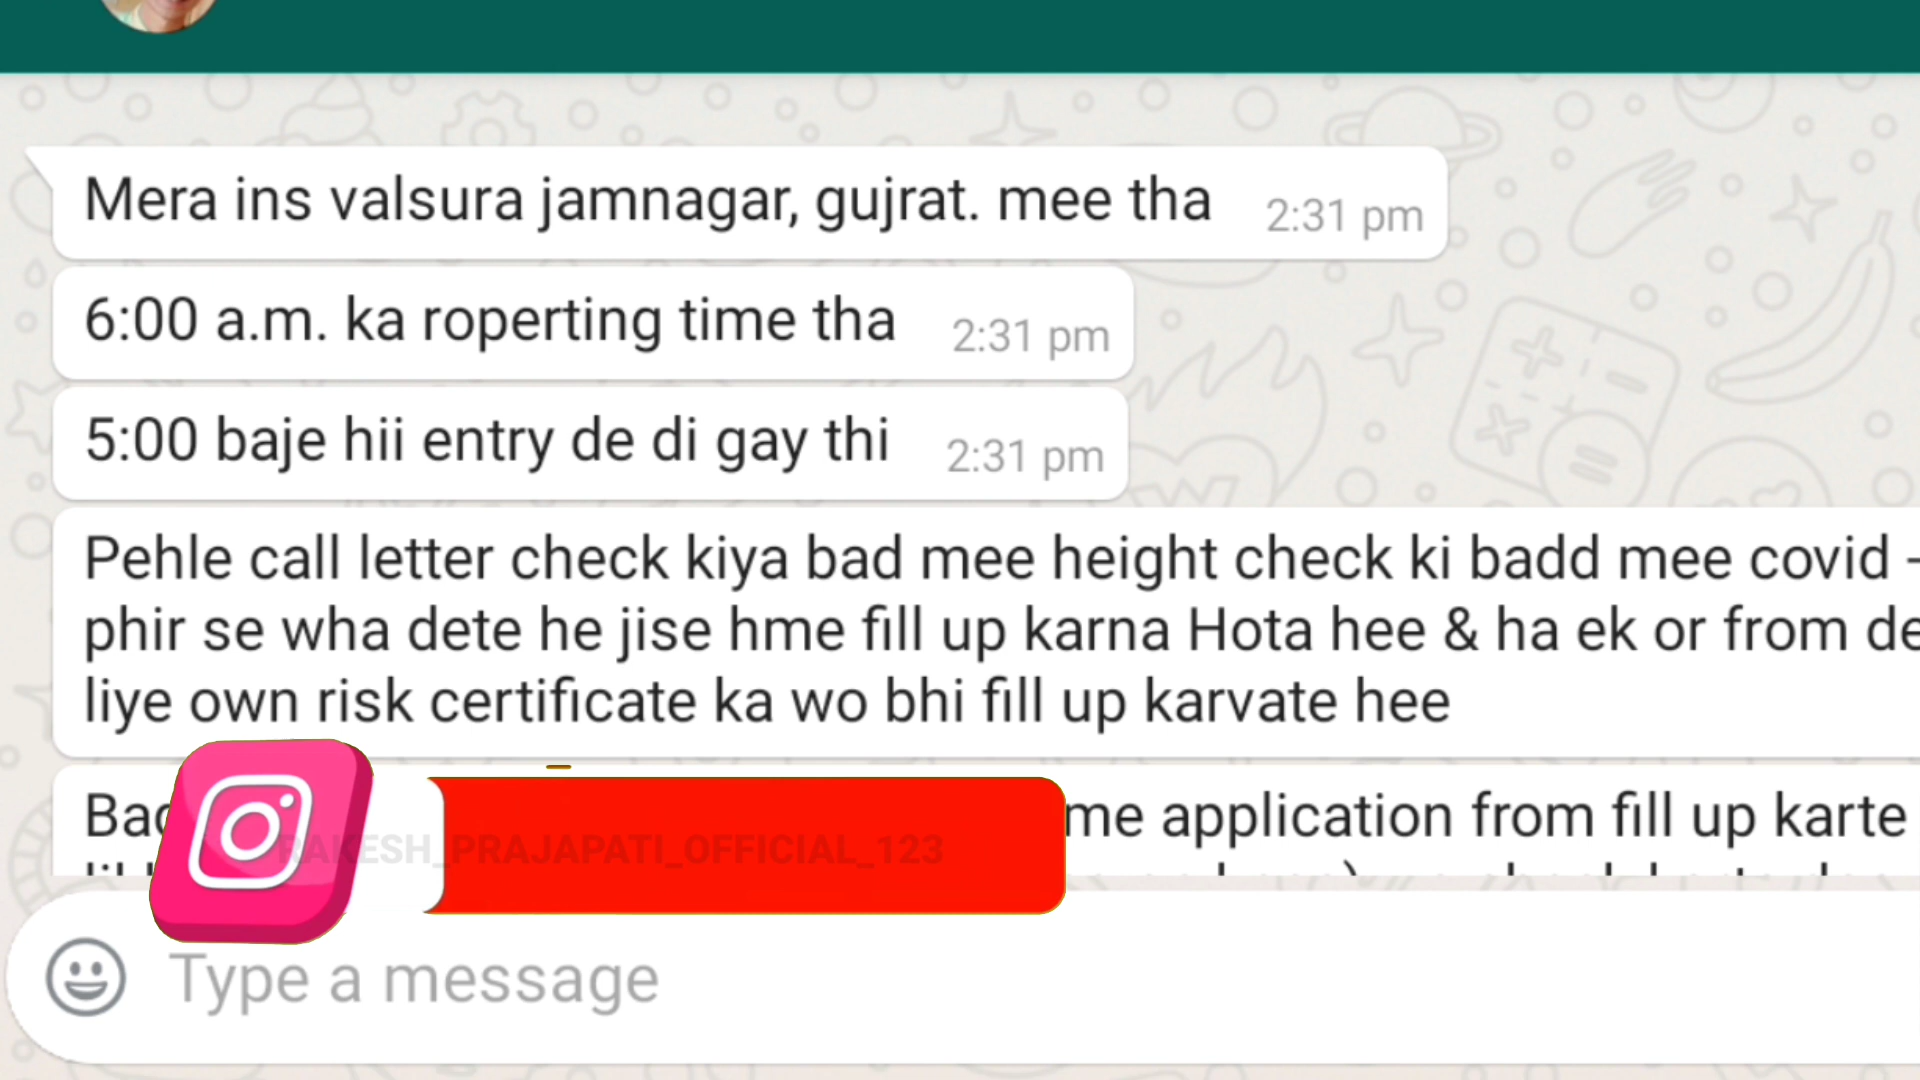 Mera ins valsura jamnagar, gujrat. mee tha 2:31 pm
6:00 a.m. ka roperting time tha 2:31 pm
5:00 baje hii entry de di gay thi 2:31 pm
Pehle call letter check kiya bad mee height check ki badd mee covid -
phir se wha dete he jise hme fill up karna Hota hee & ha ek or from de
liye own risk certificate ka wo bhi fill up karvate hee
me application from fill up karte
RAKESH_PRAJAPATI_OFFICIAL_123
Type a message